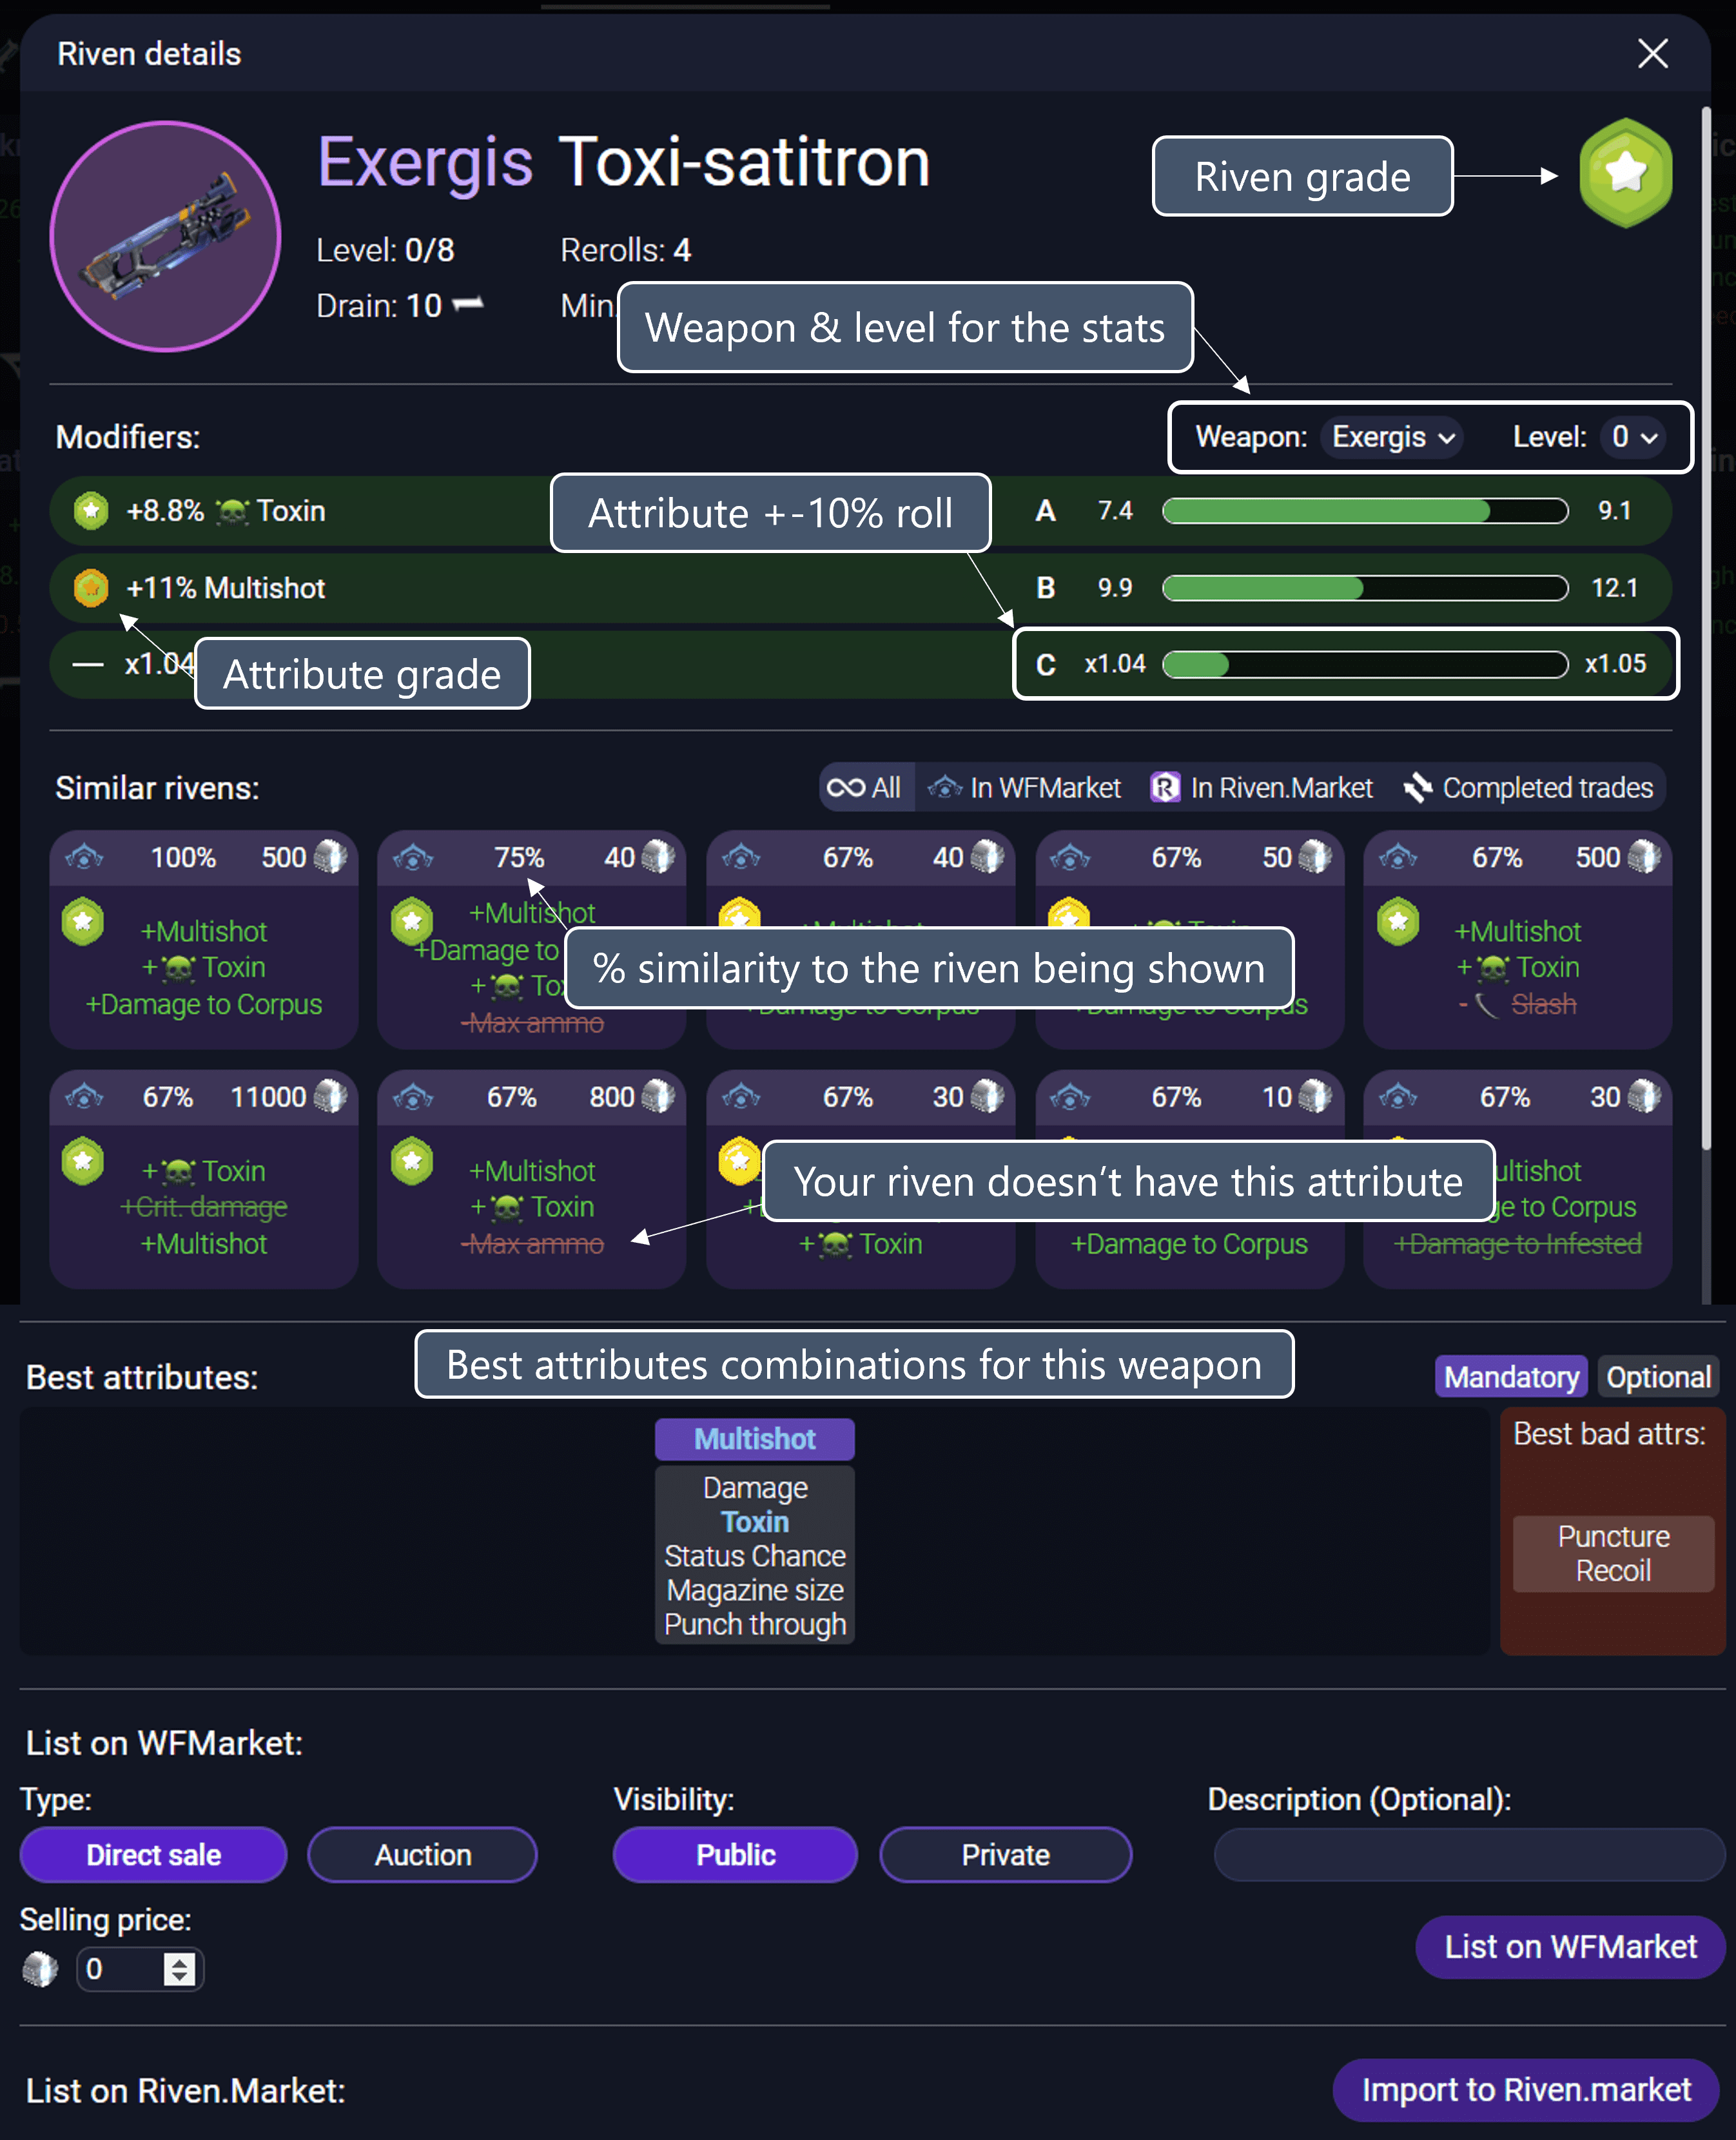 Riven details
Exergis Toxi-satitron
Riven grade
Level: 0/8 Rerolls: 4
Drain: 10 Min.
Weapon & level for the stats
Modifiers: Weapon: Exergis Level: 0
+8.8% Toxin A 7.4 9.1
Attribute +-10% roll
+11% Multishot B 9.9 12.1
x1.04 C x1.04 x1.05
Attribute grade
Similar rivens: All In WFMarket In Riven.Market Completed trades
100% 500 75% 40 67% 40 67% 50 67% 500
+Multishot
+ Toxin
+Damage to Corpus
+Multishot
+Damage to
+
-Max ammo
% similarity to the riven being shown
+Multishot
+ Toxin
- Slash
67% 11000 67% 800 67% 30 67% 10 67% 30
+ Toxin
+Crit. damage
+Multishot
+Multishot
+ Toxin
-Max ammo
Your riven doesn't have this attribute
+ Toxin
+Damage to Corpus
to Corpus
+Damage to Infested
Best attributes combinations for this weapon
Best attributes: Mandatory Optional
Multishot
Damage
Toxin
Status Chance
Magazine size
Punch through
Best bad attrs:
Puncture
Recoil
List on WFMarket:
Type: Visibility: Description (Optional):
Direct sale Auction Public Private
Selling price:
0
List on WFMarket
List on Riven.Market: Import to Riven.market